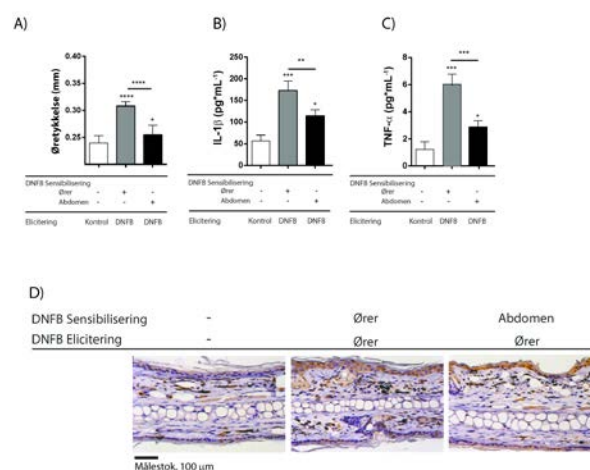 A)
Øretykkelse (mm)
0.40
0.35
0.30
0.25
****
****
+
DNFB Sensibilisering
Ører - + -
Abdomen - - +
Elicitering Kontrol DNFB DNFB
B)
IL-1β (pg*mL⁻¹)
250
200
150
100
50
0
***
**
+
DNFB Sensibilisering
Ører - + -
Abdomen - - +
Elicitering Kontrol DNFB DNFB
C)
TNF-α (pg*mL⁻¹)
8
6
4
2
0
***
***
+
DNFB Sensibilisering
Ører - + -
Abdomen - - +
Elicitering Kontrol DNFB DNFB
D)
DNFB Sensibilisering - Ører Abdomen
DNFB Elicitering - Ører Ører
Målestok, 100 µm